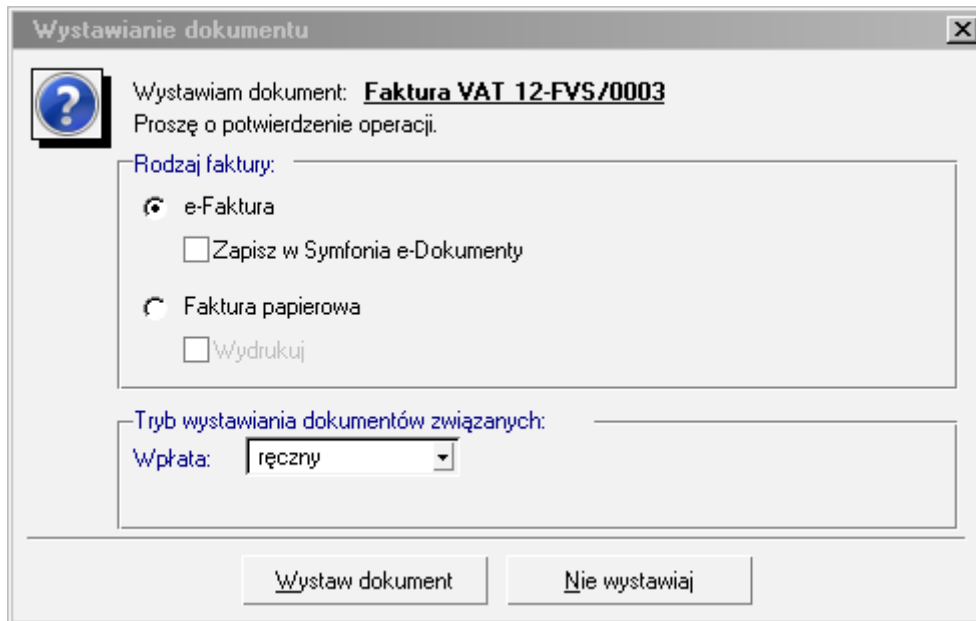 Wystawianie dokumentu
Wystawiam dokument: Faktura VAT 12-FVS/0003
Proszę o potwierdzenie operacji.
Rodzaj faktury:
e-Faktura
Zapisz w Symfonia e-Dokumenty
Faktura papierowa
Wydrukuj
Tryb wystawiania dokumentów związanych:
Wpłata: ręczny
Wystaw dokument Nie wystawiaj